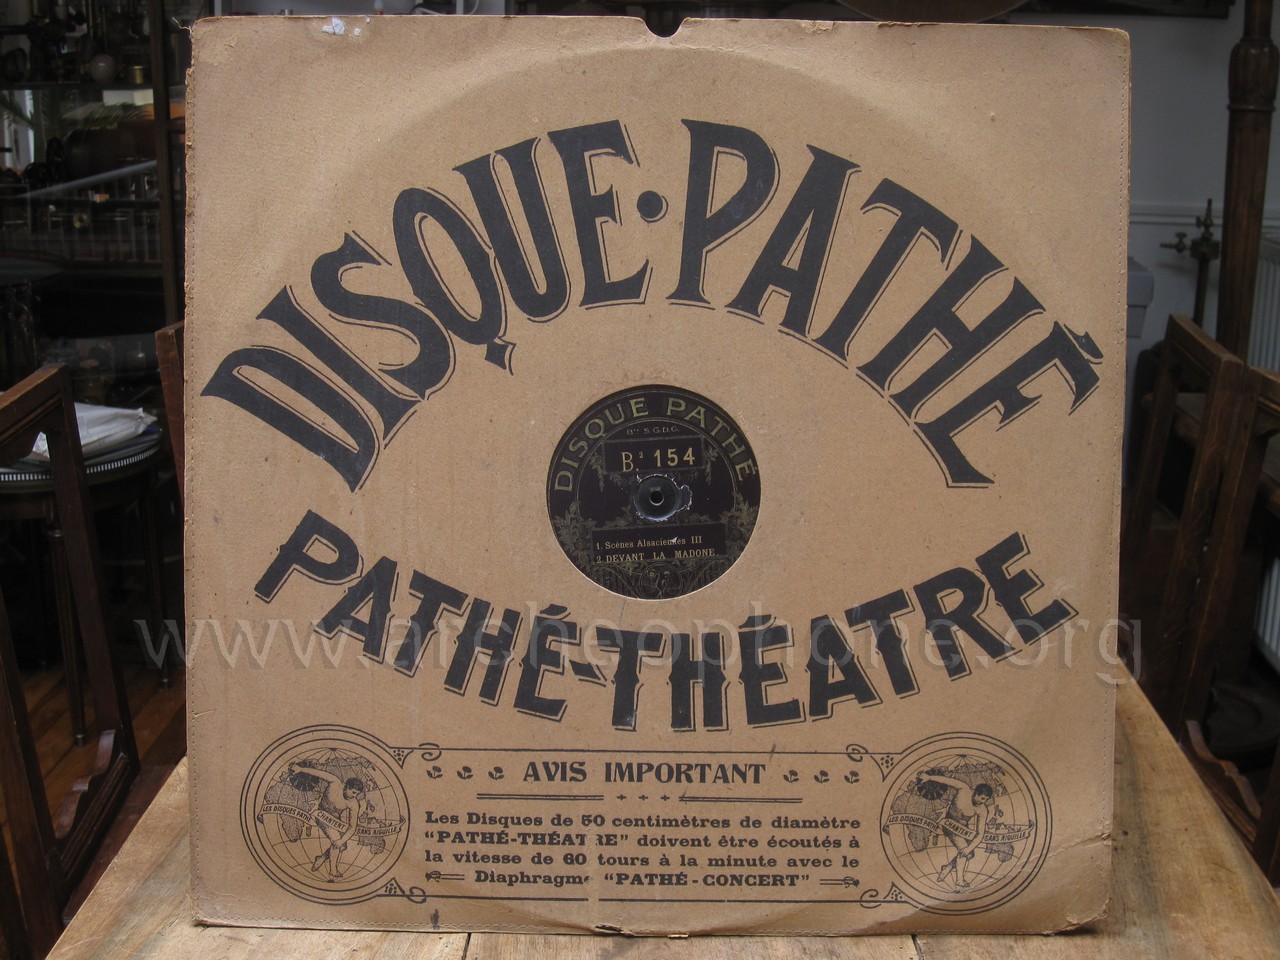 DISQUE·PATHÉ
DISQUE PATHÉ
Btés S.G.D.G.
B.² 154
1. Scènes Alsaciennes III
2. DEVANT LA MADONE.
PATHÉ-THÉATRE
www.archeophone.org
AVIS IMPORTANT
Les Disques de 50 centimètres de diamètre
“PATHÉ-THÉATRE” doivent être écoutés à
la vitesse de 60 tours à la minute avec le
Diaphragme “PATHÉ-CONCERT”
LES DISQUES PATHÉ CHANTENT SANS AIGUILLE
LES DISQUES PATHÉ CHANTENT SANS AIGUILLE